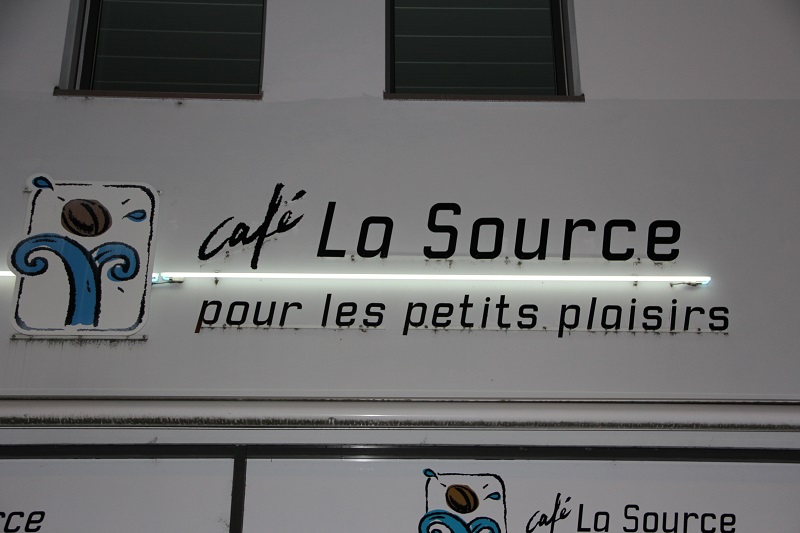 café La Source
pour les petits plaisirs
rce
café La Source